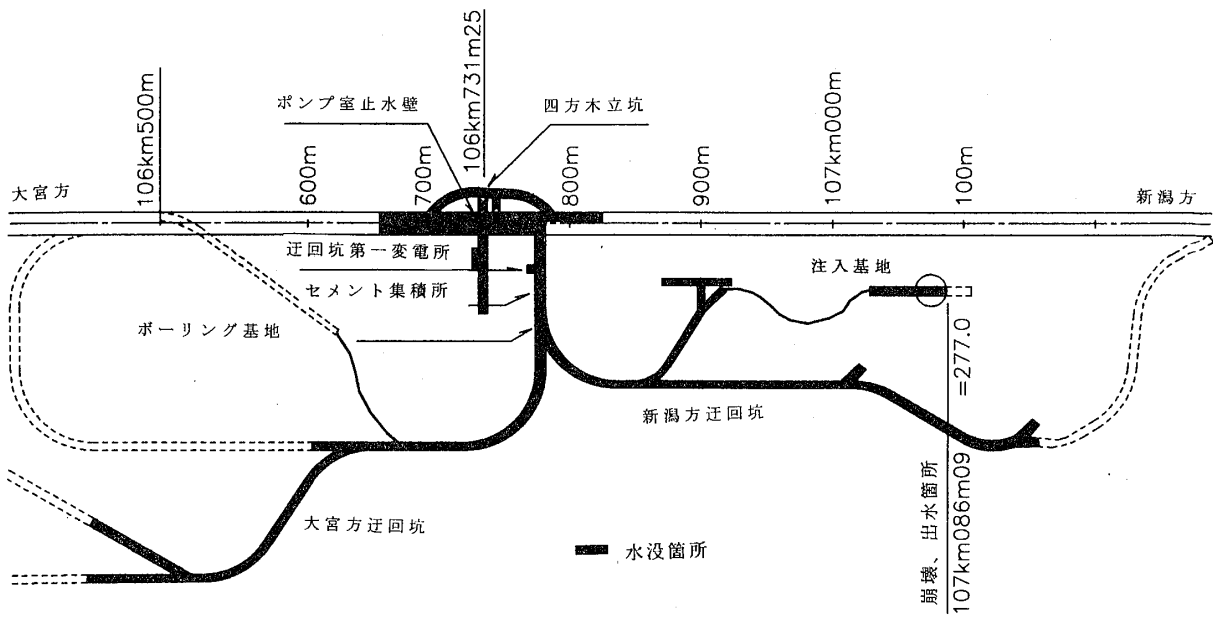 106km500m
600m
700m
106km731m25
800m
900m
107km000m
100m
ポンプ室止水壁
四方木立坑
大宮方
新潟方
迂回坑第一変電所
セメント集積所
ボーリング基地
注入基地
新潟方迂回坑
大宮方迂回坑
水没箇所
崩壊、出水箇所
107km086m09
=277.0